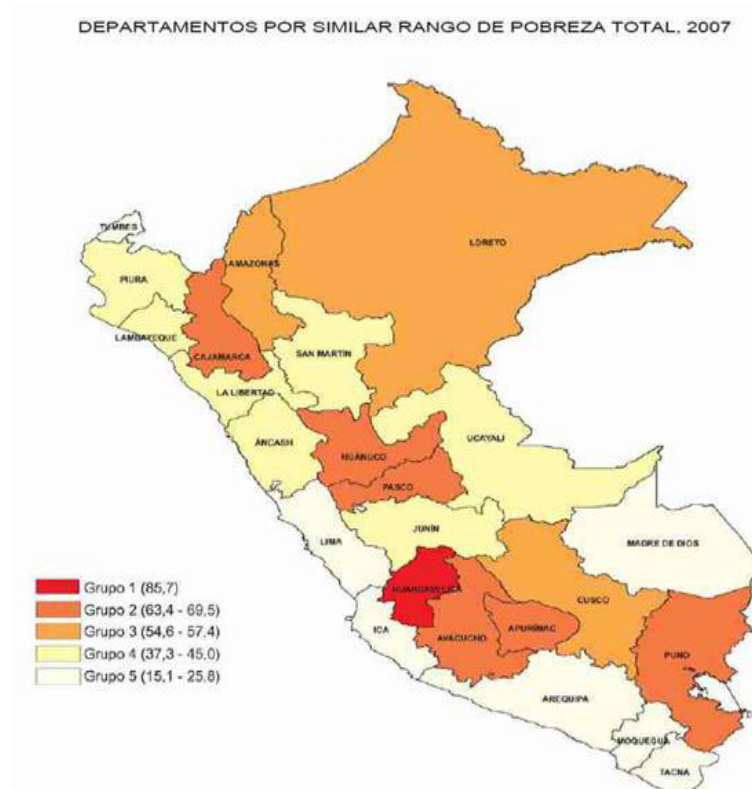 DEPARTAMENTOS POR SIMILAR RANGO DE POBREZA TOTAL, 2007
TUMBES
PIURA
AMAZONAS
LORETO
LAMBAYEQUE
CAJAMARCA
SAN MARTÍN
LA LIBERTAD
ÁNCASH
UCAYALI
HUÁNUCO
PASCO
JUNÍN
LIMA
MADRE DE DIOS
HUANCAVELICA
CUSCO
ICA
AYACUCHO
APURÍMAC
PUNO
AREQUIPA
MOQUEGUA
TACNA
Grupo 1 (85,7)
Grupo 2 (63,4 - 69,5)
Grupo 3 (54,6 - 57,4)
Grupo 4 (37,3 - 45,0)
Grupo 5 (15,1 - 25,8)